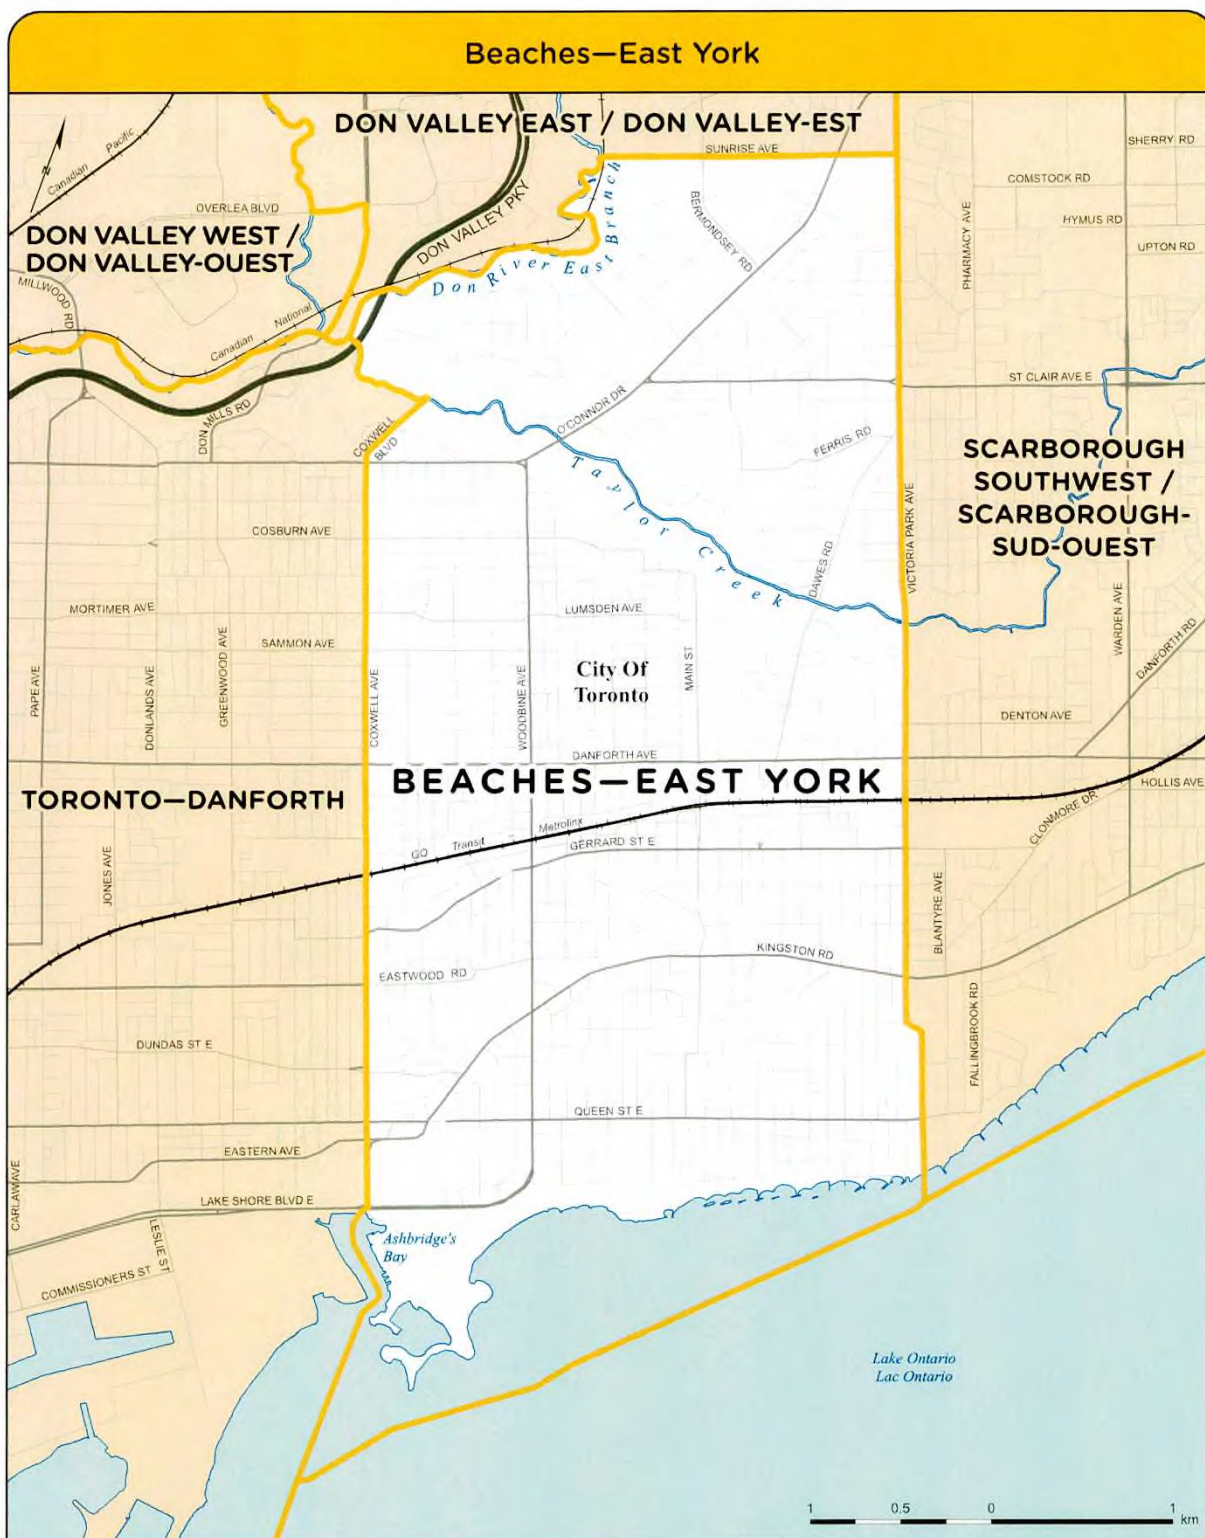 Beaches—East York
DON VALLEY EAST / DON VALLEY-EST
SUNRISE AVE
SHERRY RD
Canadian Pacific
N
COMSTOCK RD
OVERLEA BLVD
BERMONDSEY RD
PHARMACY AVE
HYMUS RD
DON VALLEY WEST /
DON VALLEY-OUEST
DON VALLEY PKY
UPTON RD
Don River East Branch
MILLWOOD RD
Canadian National
ST CLAIR AVE E
DON MILLS RD
COXWELL
BLVD
O'CONNOR DR
FERRIS RD
SCARBOROUGH
SOUTHWEST /
SCARBOROUGH-
SUD-OUEST
Taylor Creek
VICTORIA PARK AVE
COSBURN AVE
DAWES RD
MORTIMER AVE
LUMSDEN AVE
WARDEN AVE
DANFORTH RD
SAMMON AVE
PAPE AVE
DONLANDS AVE
GREENWOOD AVE
COXWELL AVE
WOODBINE AVE
City Of
Toronto
MAIN ST
DENTON AVE
DANFORTH AVE
BEACHES—EAST YORK
TORONTO—DANFORTH
HOLLIS AVE
CLONMORE DR
GO Transit Metrolinx
GERRARD ST E
JONES AVE
BLANTYRE AVE
KINGSTON RD
EASTWOOD RD
FALLINGBROOK RD
DUNDAS ST E
QUEEN ST E
EASTERN AVE
CARLAW AVE
LAKE SHORE BLVD E
LESLIE ST
Ashbridge's
Bay
COMMISSIONERS ST
Lake Ontario
Lac Ontario
1 0.5 0 1
km